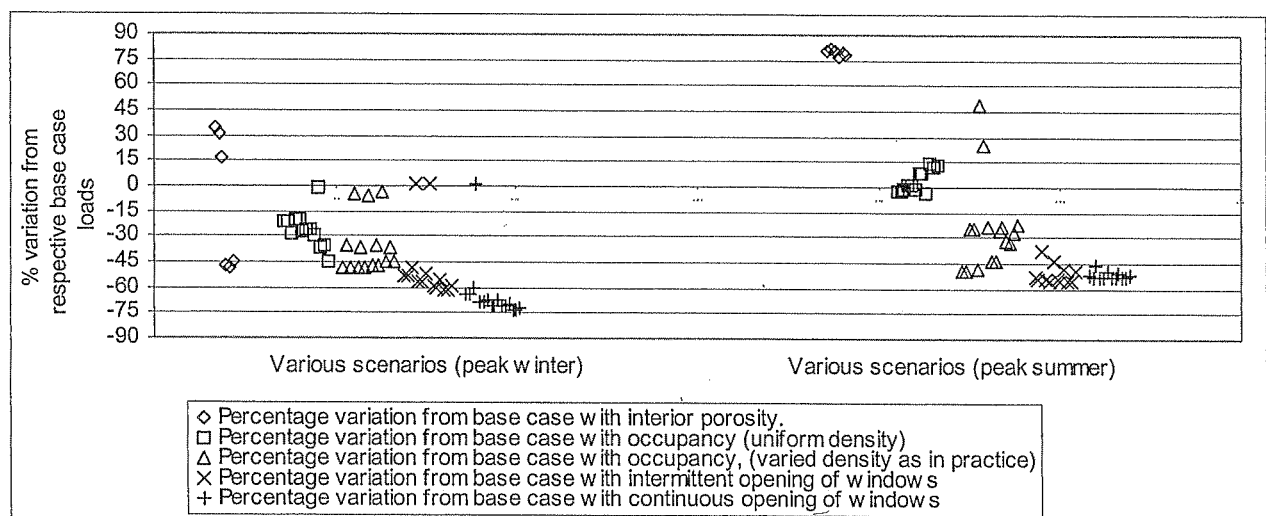 90
75
60
45
30
15
0
-15
-30
-45
-60
-75
-90
% variation from
respective base case
loads
Various scenarios (peak winter)
Various scenarios (peak summer)
Percentage variation from base case with interior porosity.
Percentage variation from base case with occupancy (uniform density)
Percentage variation from base case with occupancy, (varied density as in practice)
Percentage variation from base case with intermittent opening of windows
Percentage variation from base case with continuous opening of windows